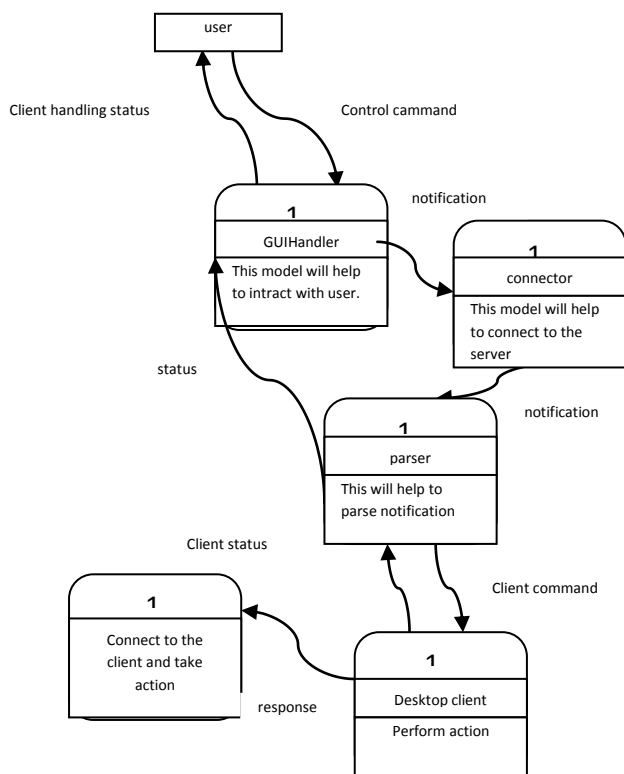 user
Client handling status
Control cammand
1
notification
GUIHandler
1
This model will help
to intract with user.
connector
This model will help
to connect to the
server
status
notification
1
parser
This will help to
parse notification
Client status
Client command
1
Connect to the
client and take
action
1
response
Desktop client
Perform action